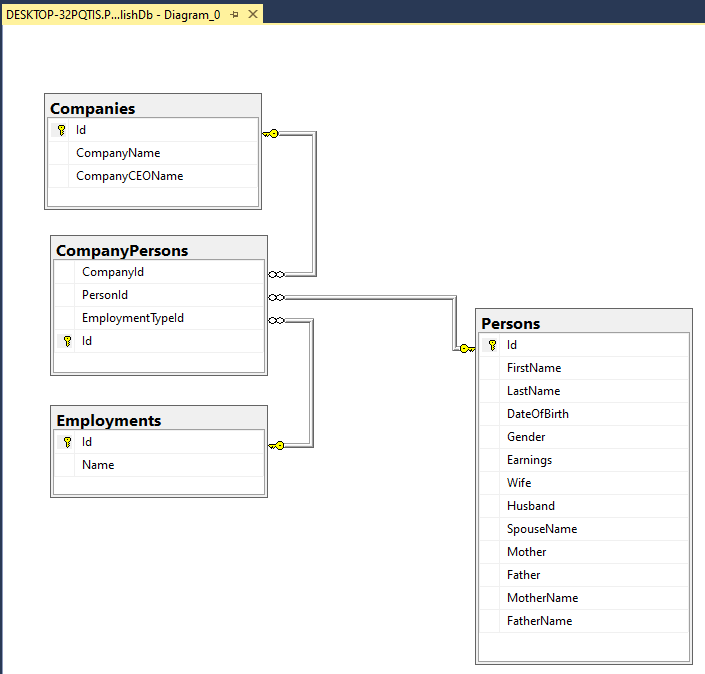 DESKTOP-32PQTIS.P...lishDb - Diagram_0
Companies
Id
CompanyName
CompanyCEOName
CompanyPersons
CompanyId
PersonId
EmploymentTypeId
Id
Employments
Id
Name
Persons
Id
FirstName
LastName
DateOfBirth
Gender
Earnings
Wife
Husband
SpouseName
Mother
Father
MotherName
FatherName